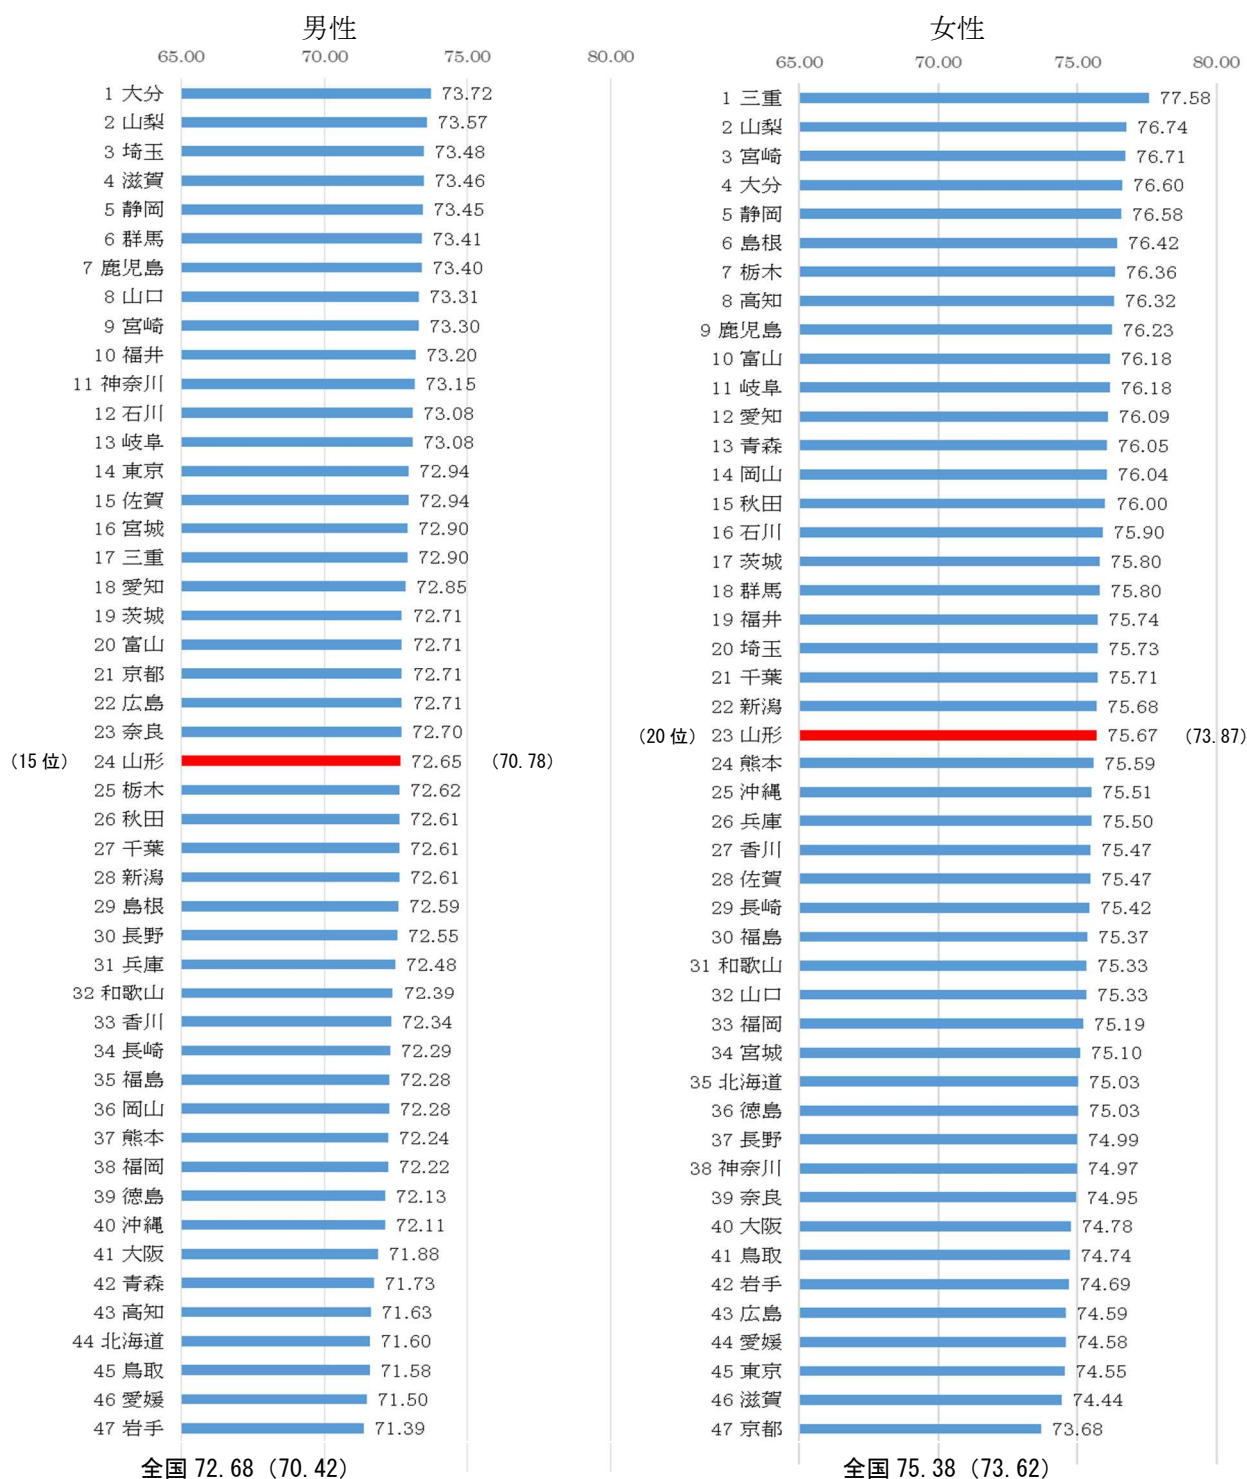 男性
65.00 70.00 75.00 80.00
1 大分 73.72
2 山梨 73.57
3 埼玉 73.48
4 滋賀 73.46
5 静岡 73.45
6 群馬 73.41
7 鹿児島 73.40
8 山口 73.31
9 宮崎 73.30
10 福井 73.20
11 神奈川 73.15
12 石川 73.08
13 岐阜 73.08
14 東京 72.94
15 佐賀 72.94
16 宮城 72.90
17 三重 72.90
18 愛知 72.85
19 茨城 72.71
20 富山 72.71
21 京都 72.71
22 広島 72.71
23 奈良 72.70
(15位) 24 山形 72.65 (70.78)
25 栃木 72.62
26 秋田 72.61
27 千葉 72.61
28 新潟 72.61
29 島根 72.59
30 長野 72.55
31 兵庫 72.48
32 和歌山 72.39
33 香川 72.34
34 長崎 72.29
35 福島 72.28
36 岡山 72.28
37 熊本 72.24
38 福岡 72.22
39 徳島 72.13
40 沖縄 72.11
41 大阪 71.88
42 青森 71.73
43 高知 71.63
44 北海道 71.60
45 鳥取 71.58
46 愛媛 71.50
47 岩手 71.39
全国 72.68 (70.42)
女性
65.00 70.00 75.00 80.00
1 三重 77.58
2 山梨 76.74
3 宮崎 76.71
4 大分 76.60
5 静岡 76.58
6 島根 76.42
7 栃木 76.36
8 高知 76.32
9 鹿児島 76.23
10 富山 76.18
11 岐阜 76.18
12 愛知 76.09
13 青森 76.05
14 岡山 76.04
15 秋田 76.00
16 石川 75.90
17 茨城 75.80
18 群馬 75.80
19 福井 75.74
20 埼玉 75.73
21 千葉 75.71
22 新潟 75.68
(20位) 23 山形 75.67 (73.87)
24 熊本 75.59
25 沖縄 75.51
26 兵庫 75.50
27 香川 75.47
28 佐賀 75.47
29 長崎 75.42
30 福島 75.37
31 和歌山 75.33
32 山口 75.33
33 福岡 75.19
34 宮城 75.10
35 北海道 75.03
36 徳島 75.03
37 長野 74.99
38 神奈川 74.97
39 奈良 74.95
40 大阪 74.78
41 鳥取 74.74
42 岩手 74.69
43 広島 74.59
44 愛媛 74.58
45 東京 74.55
46 滋賀 74.44
47 京都 73.68
全国 75.38 (73.62)